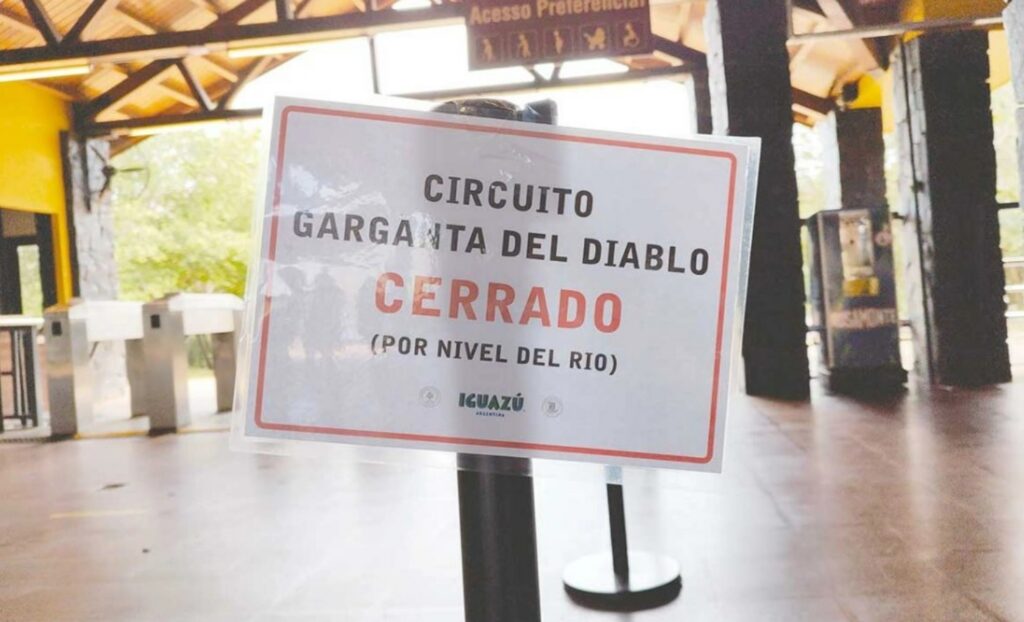 Acesso Preferencial
CIRCUITO
GARGANTA DEL DIABLO
CERRADO
(POR NIVEL DEL RIO)
IGUAZÚ
ARGENTINA